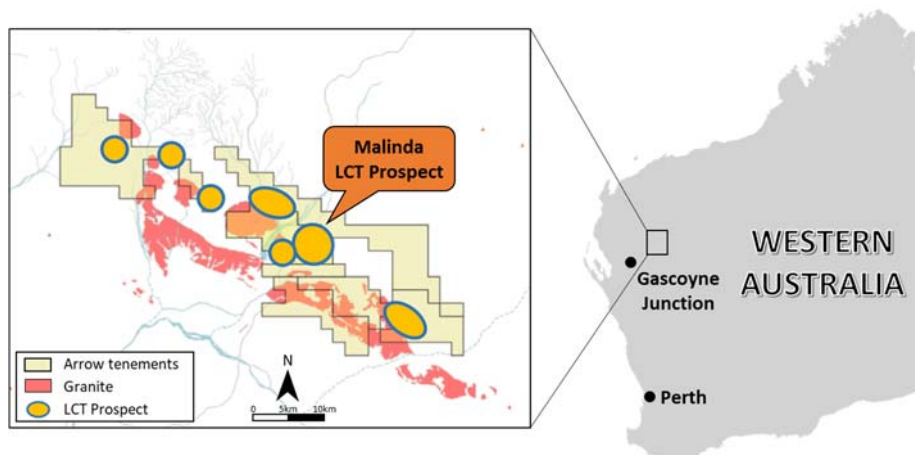 Malinda
LCT Prospect
Arrow tenements
Granite
LCT Prospect
N
0 5km 10km
WESTERN
AUSTRALIA
Gascoyne
Junction
Perth